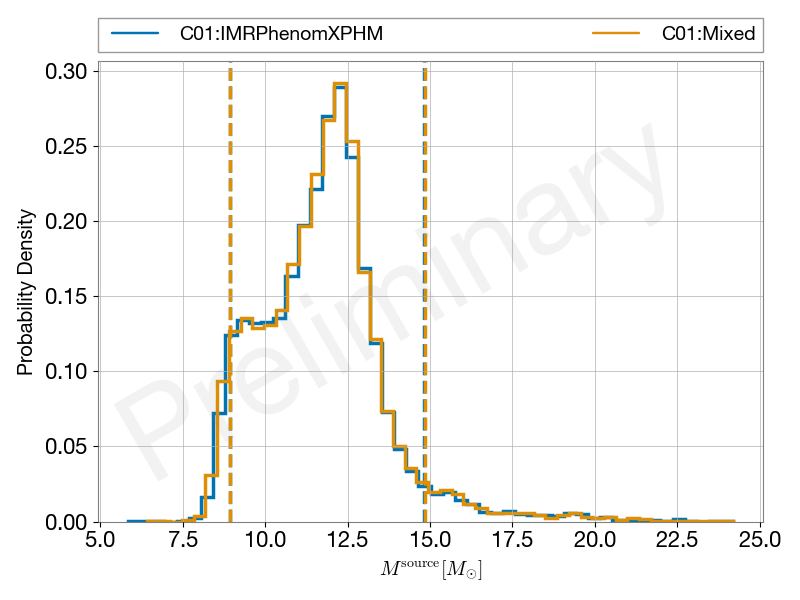 C01:IMRPhenomXPHM C01:Mixed
0.30
0.25
0.20
0.15
0.10
0.05
0.00
Probability Density
Preliminary
5.0 7.5 10.0 12.5 15.0 17.5 20.0 22.5 25.0
M^source[M_⊙]